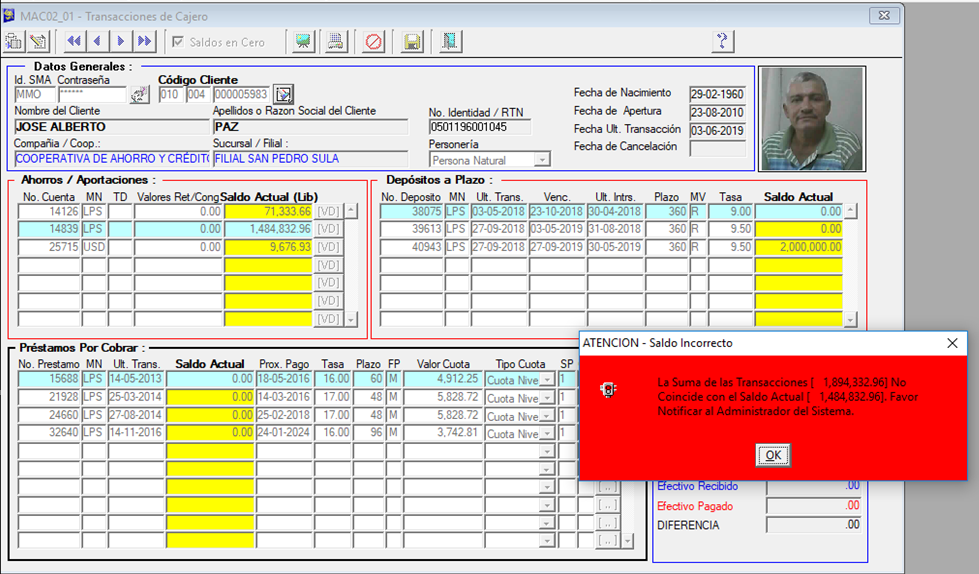 MAC02_01 - Transacciones de Cajero
Saldos en Cero
Datos Generales :
Id. SMA Contraseña Código Cliente
MMO ****** 010 004 000005983
Nombre del Cliente Apellidos o Razon Social del Cliente No. Identidad / RTN
JOSE ALBERTO PAZ 0501196001045
Compañia / Coop.: Sucursal / Filial : Personería
COOPERATIVA DE AHORRO Y CRÉDIT FILIAL SAN PEDRO SULA Persona Natural
Fecha de Nacimiento 29-02-1960
Fecha de Apertura 23-08-2010
Fecha Ult. Transacción 03-06-2019
Fecha de Cancelación
Ahorros / Aportaciones :
No. Cuenta MN TD Valores Ret/Cong Saldo Actual (Lib)
14126 LPS 0.00 71,333.66 [VD]
14839 LPS 0.00 1,484,832.96 [VD]
25715 USD 0.00 9,676.93 [VD]
[VD]
[VD]
[VD]
[VD]
Depósitos a Plazo :
No. Deposito MN Ult. Trans. Venc. Ult. Intrs. Plazo MV Tasa Saldo Actual
38075 LPS 03-05-2018 23-10-2018 30-04-2018 360 R 9.00 0.00
39613 LPS 27-09-2018 03-05-2019 31-08-2018 360 R 9.50 0.00
40943 LPS 27-09-2018 27-09-2019 30-05-2019 360 R 9.50 2,000,000.00
Préstamos Por Cobrar :
No. Prestamo MN Ult. Trans. Saldo Actual Prox. Pago Tasa Plazo FP Valor Cuota Tipo Cuota SP
15688 LPS 14-05-2013 0.00 18-05-2016 16.00 60 M 4,912.25 Cuota Nive 1
21928 LPS 25-03-2014 0.00 14-03-2016 17.00 48 M 5,828.72 Cuota Nive 1
24660 LPS 27-08-2014 0.00 25-02-2018 17.00 48 M 5,828.72 Cuota Nive 1
32640 LPS 14-11-2016 0.00 24-01-2024 16.00 96 M 3,742.81 Cuota Nive 1
[ .. ]
[ .. ]
[ .. ]
[ .. ]
ATENCION - Saldo Incorrecto
La Suma de las Transacciones [ 1,894,332.96] No
Coincide con el Saldo Actual [ 1,484,832.96]. Favor
Notificar al Administrador del Sistema.
OK
Efectivo Recibido .00
Efectivo Pagado .00
DIFERENCIA .00